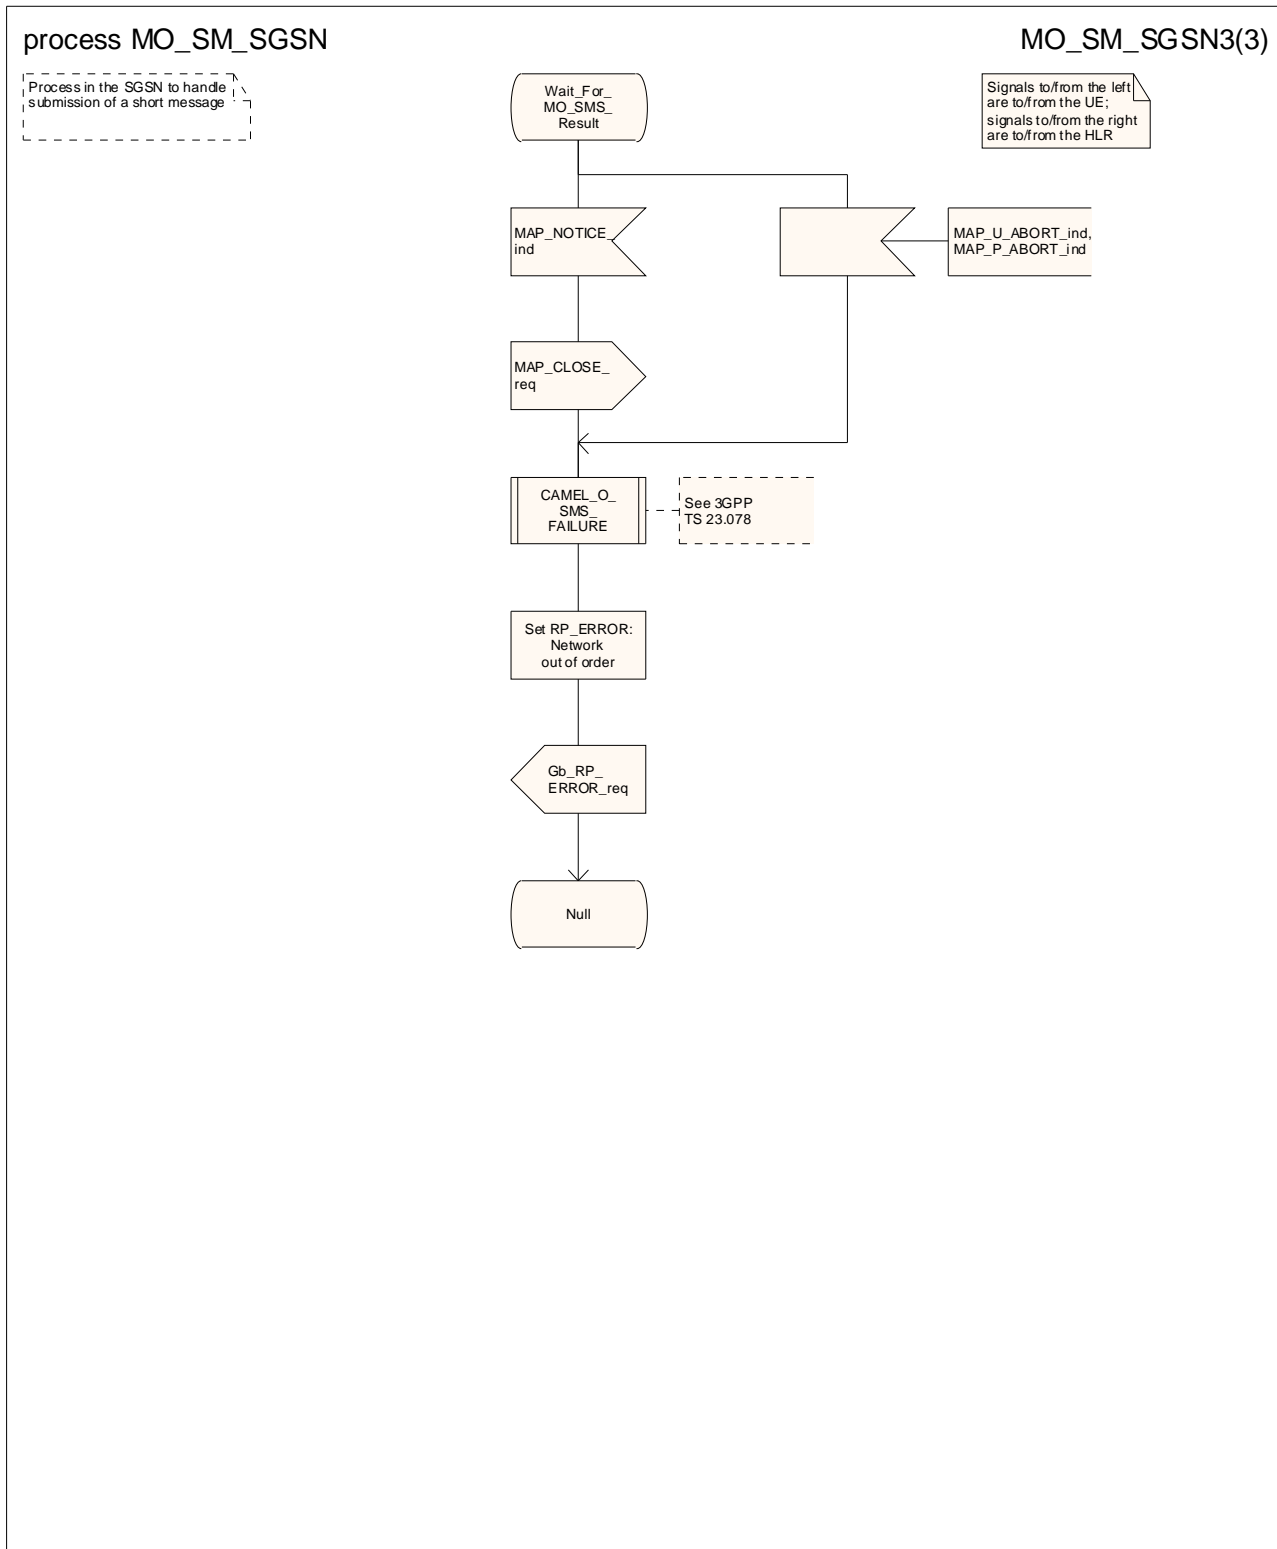 process MO_SM_SGSN
MO_SM_SGSN3(3)
Process in the SGSN to handle
submission of a short message
Wait_For_
MO_SMS_
Result
Signals to/from the left
are to/from the UE;
signals to/from the right
are to/from the HLR
MAP_NOTICE_
ind
MAP_U_ABORT_ind,
MAP_P_ABORT_ind
MAP_CLOSE_
req
CAMEL_O_
SMS_
FAILURE
See 3GPP
TS 23.078
Set RP_ERROR:
Network
out of order
Gb_RP_
ERROR_req
Null